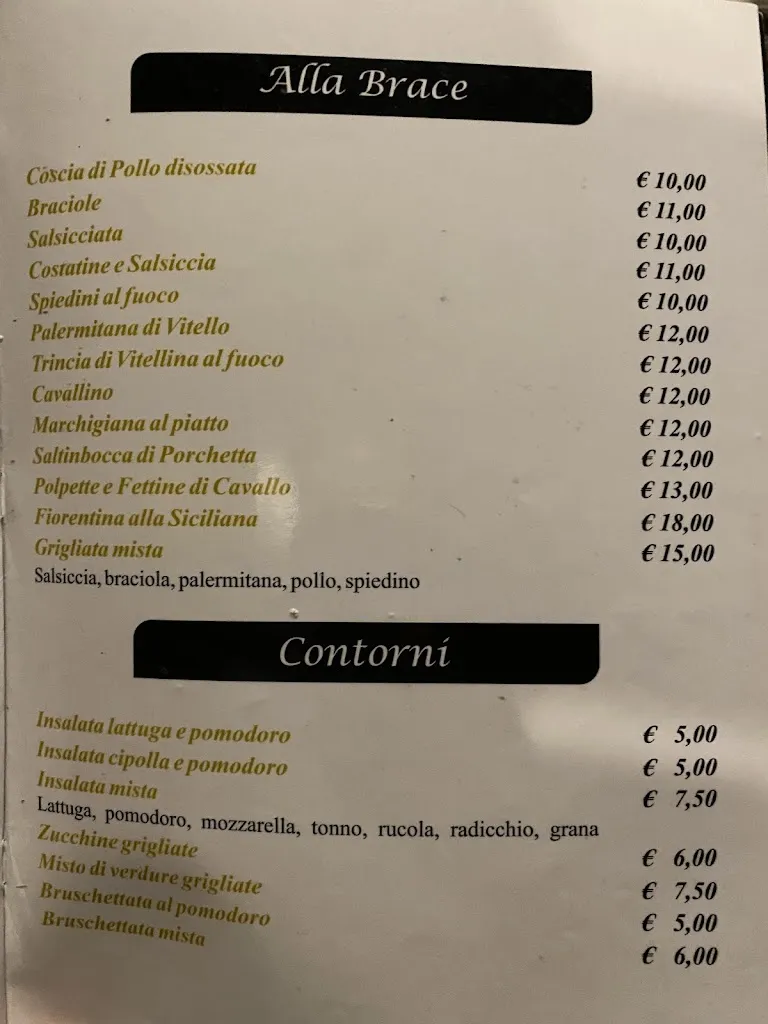 Alla Brace
Coscia di Pollo disossata € 10,00
Braciole € 11,00
Salsicciata € 10,00
Costatine e Salsiccia € 11,00
Spiedini al fuoco € 10,00
Palermitana di Vitello € 12,00
Trincia di Vitellina al fuoco € 12,00
Cavallino € 12,00
Marchigiana al piatto € 12,00
Saltinbocca di Porchetta € 12,00
Polpette e Fettine di Cavallo € 13,00
Fiorentina alla Siciliana € 18,00
Grigliata mista € 15,00
Salsiccia, braciola, palermitana, pollo, spiedino
Contorni
Insalata lattuga e pomodoro € 5,00
Insalata cipolla e pomodoro € 5,00
Insalata mista € 7,50
Lattuga, pomodoro, mozzarella, tonno, rucola, radicchio, grana
Zucchine grigliate € 6,00
Misto di verdure grigliate € 7,50
Bruschettata al pomodoro € 5,00
Bruschettata mista € 6,00